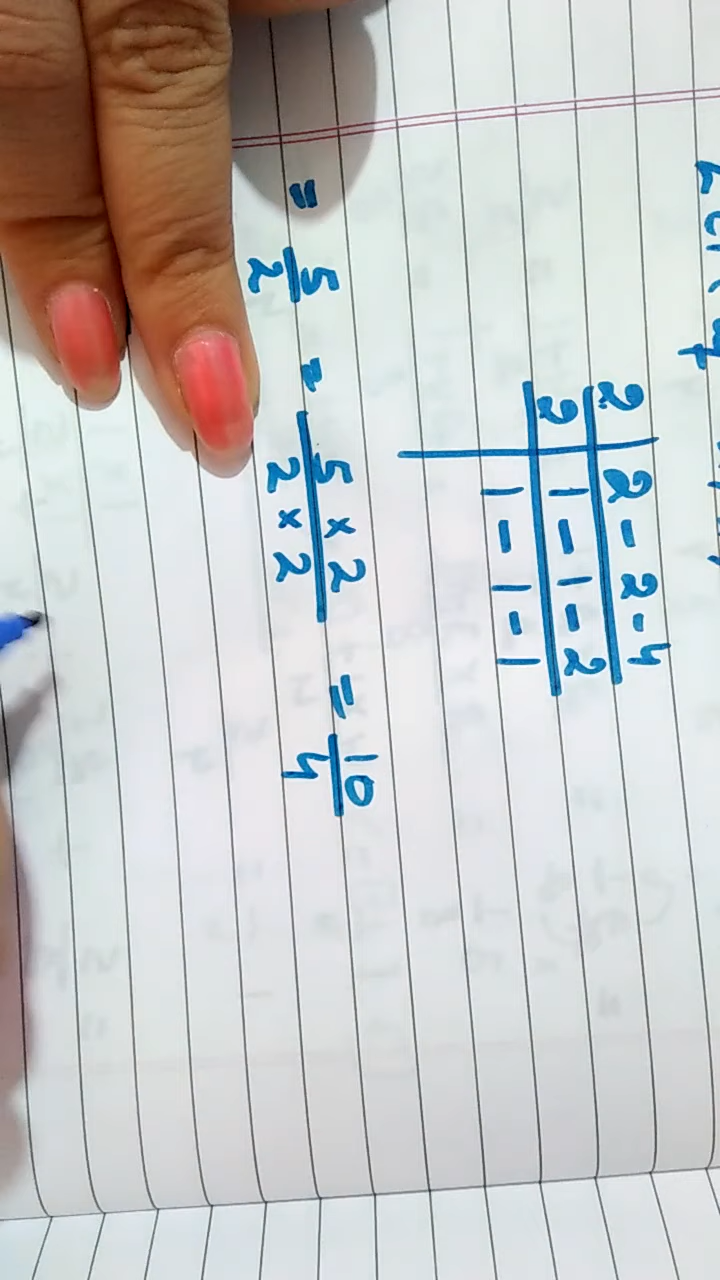 2 | 2 - 2 - 4
2 | 1 - 1 - 2
1 - 1 - 1
= 5/2 = 5 × 2/2 × 2 = 10/4